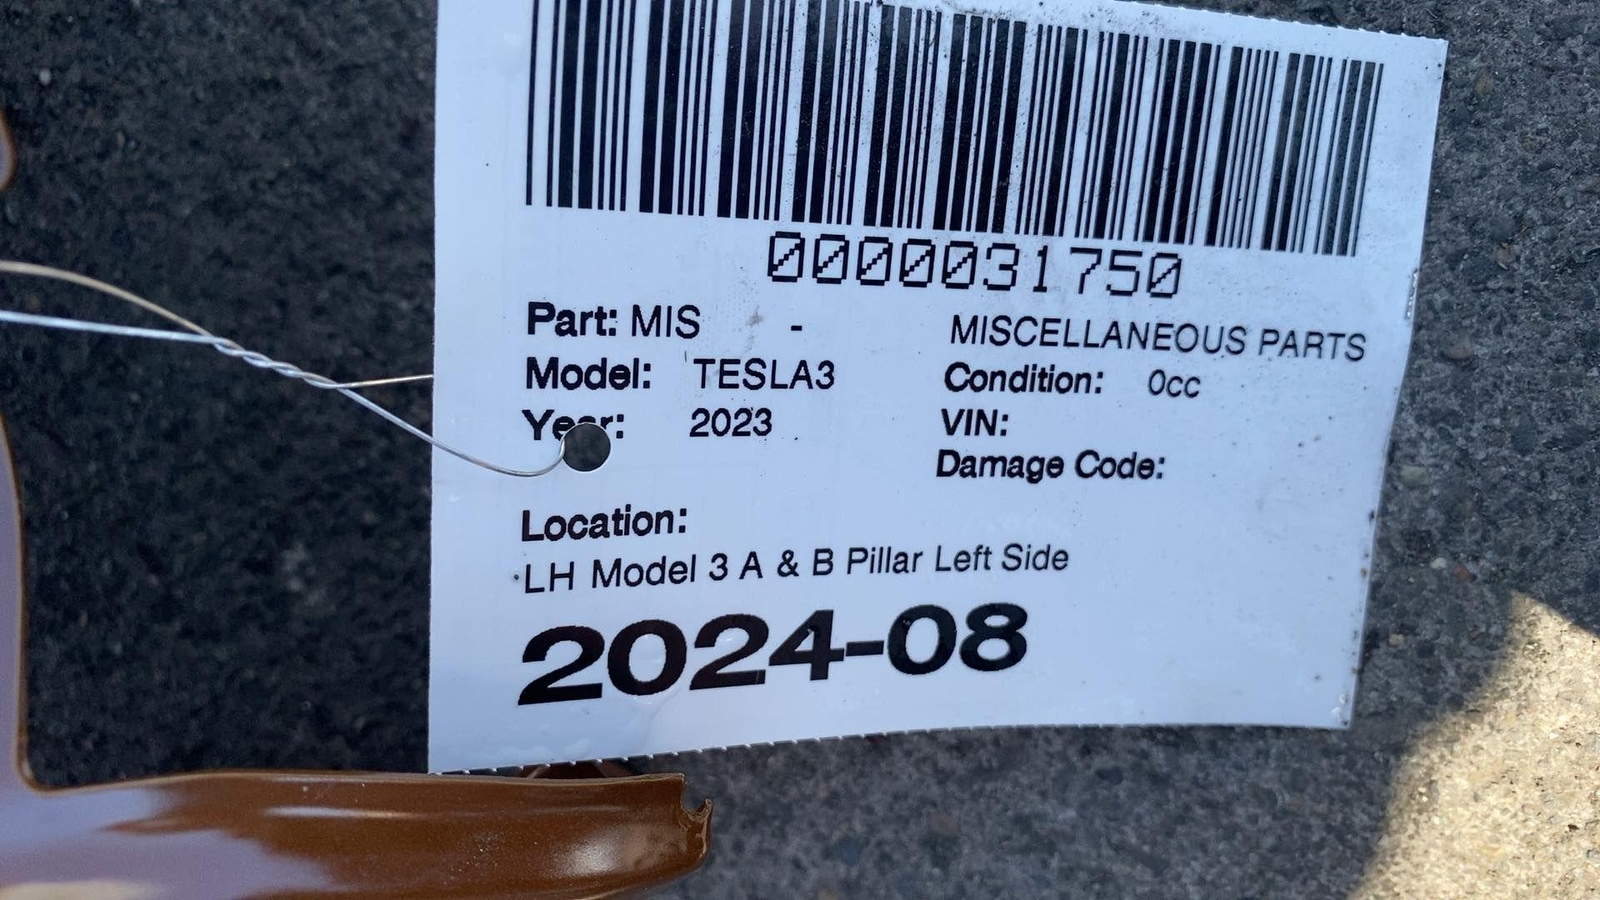 0000031750
Part: MIS - MISCELLANEOUS PARTS
Model: TESLA3 Condition: 0cc
Year: 2023 VIN:
Damage Code:
Location:
LH Model 3 A & B Pillar Left Side
2024-08